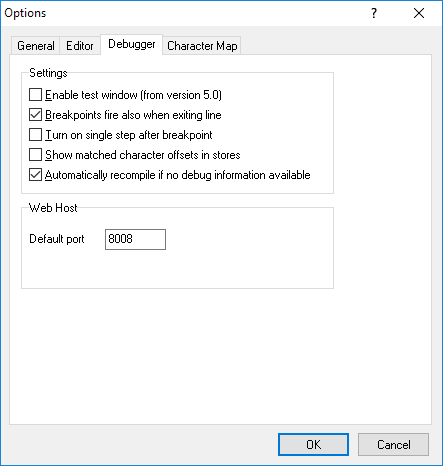 Options
General Editor Debugger Character Map
Settings
Enable test window (from version 5.0)
Breakpoints fire also when exiting line
Turn on single step after breakpoint
Show matched character offsets in stores
Automatically recompile if no debug information available
Web Host
Default port 8008
OK Cancel